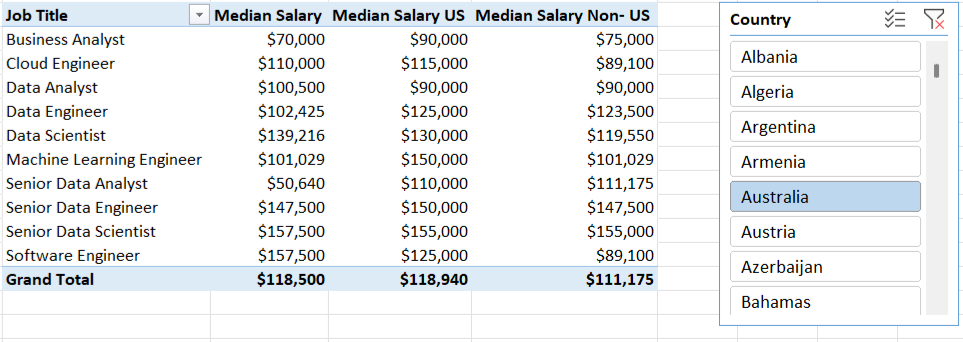 Job Title Median Salary Median Salary US Median Salary Non- US
Business Analyst $70,000 $90,000 $75,000
Cloud Engineer $110,000 $115,000 $89,100
Data Analyst $100,500 $90,000 $90,000
Data Engineer $102,425 $125,000 $123,500
Data Scientist $139,216 $130,000 $119,550
Machine Learning Engineer $101,029 $150,000 $101,029
Senior Data Analyst $50,640 $110,000 $111,175
Senior Data Engineer $147,500 $150,000 $147,500
Senior Data Scientist $157,500 $155,000 $155,000
Software Engineer $157,500 $125,000 $89,100
Grand Total $118,500 $118,940 $111,175
Country
Albania
Algeria
Argentina
Armenia
Australia
Austria
Azerbaijan
Bahamas